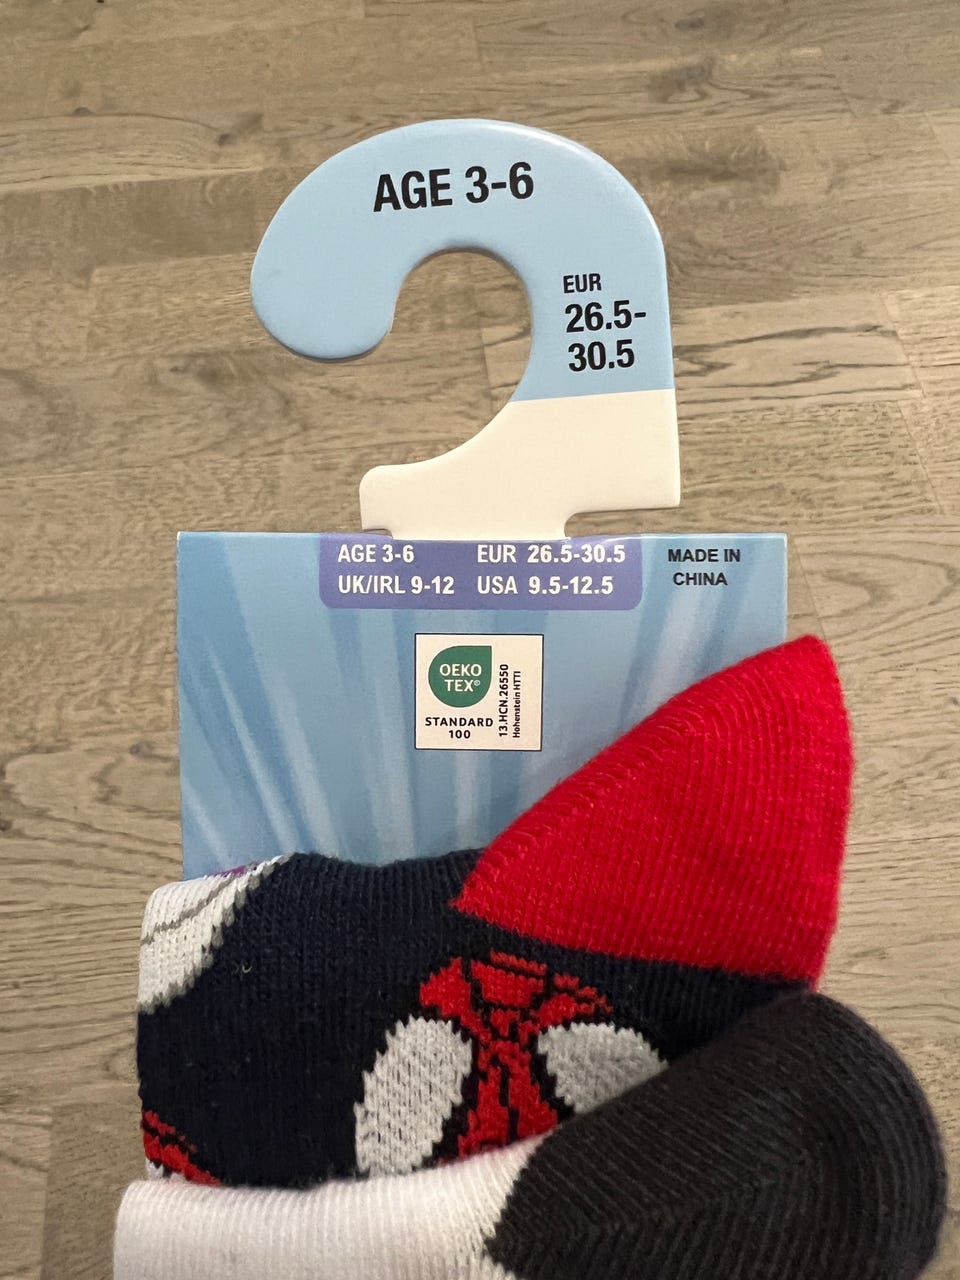 AGE 3-6
EUR
26.5-
30.5
AGE 3-6 EUR 26.5-30.5
UK/IRL 9-12 USA 9.5-12.5
MADE IN
CHINA
OEKO
TEX®
STANDARD
100
13.HCN.26550
Hohenstein HTTI